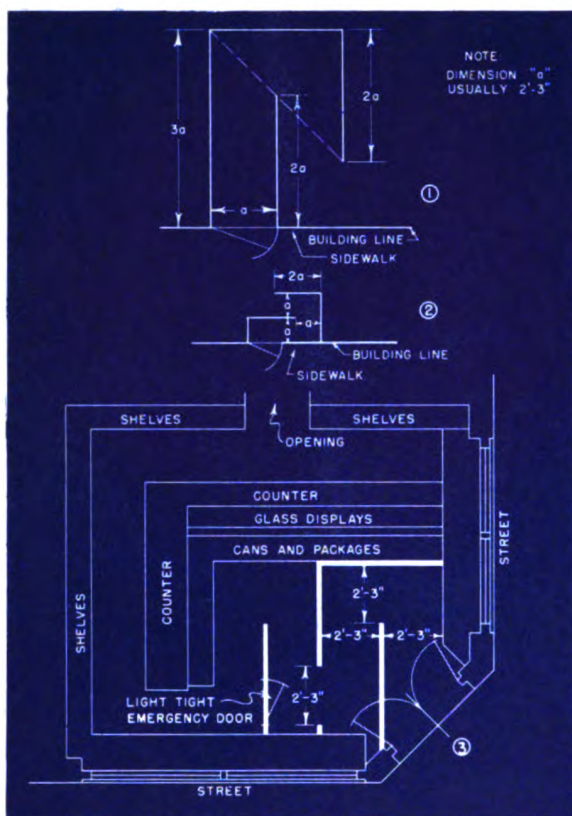 NOTE:
DIMENSION "a"
USUALLY 2'-3"
3a
2a
2a
a
①
BUILDING LINE
SIDEWALK
2a
a
a
a
②
BUILDING LINE
SIDEWALK
SHELVES
SHELVES
OPENING
COUNTER
GLASS DISPLAYS
CANS AND PACKAGES
COUNTER
SHELVES
STREET
2'-3"
2'-3"
2'-3"
2'-3"
LIGHT TIGHT
EMERGENCY DOOR
③
STREET